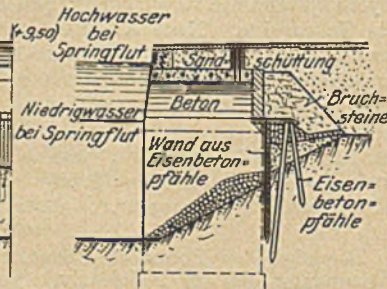 Hochwasser
bei
Springflut
(+9,50)
Sand
schüttung
Beton
Niedrigwasser
bei Springflut
Bruch=
steine
Wand aus
Eisenbeton=
pfähle
Eisen=
beton=
pfähle